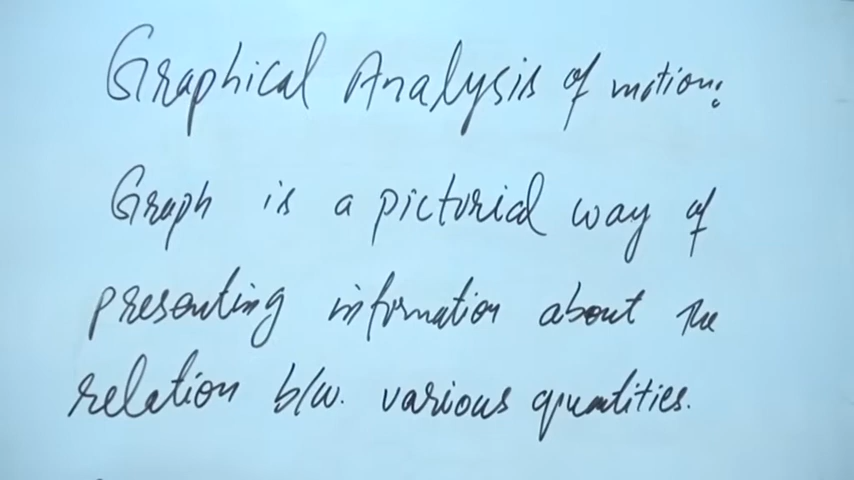 Graphical Analysis of motion:
Graph is a pictorial way of
presenting information about the
relation b/w. various quantities.